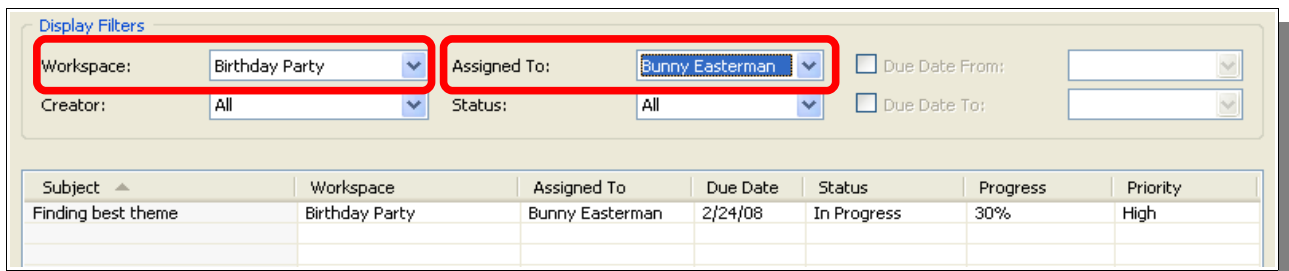 Display Filters
Workspace: Birthday Party Assigned To: Bunny Easterman Due Date From:
Creator: All Status: All Due Date To:
Subject Workspace Assigned To Due Date Status Progress Priority
Finding best theme Birthday Party Bunny Easterman 2/24/08 In Progress 30% High